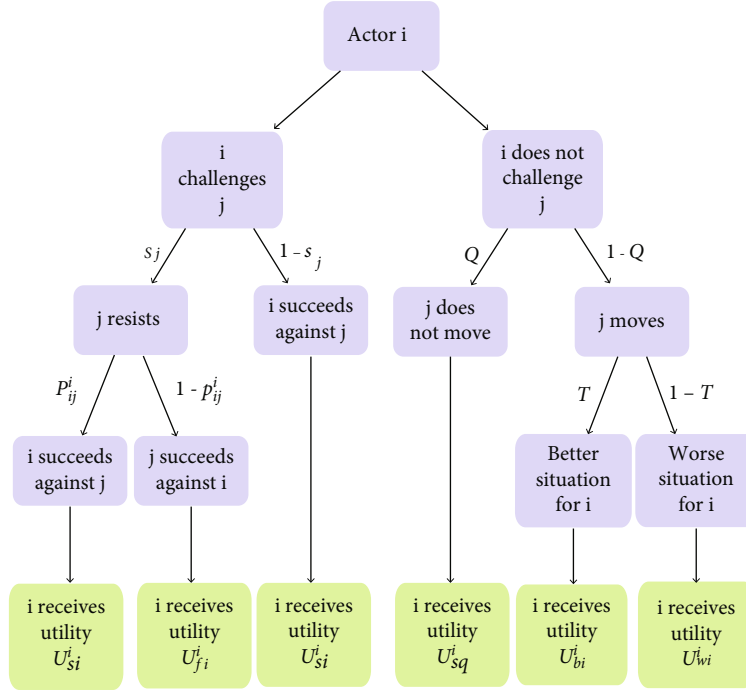 Actor i
i
challenges
j
i does not
challenge
j
Sj
1 – s j
Q
1 - Q
j resists
i succeeds
against j
j does
not move
j moves
P^i_ij
1 - p^i_ij
T
1 – T
i succeeds
against j
j succeeds
against i
Better
situation
for i
Worse
situation
for i
i receives
utility
U^i_si
i receives
utility
U^i_fi
i receives
utility
U^i_si
i receives
utility
U^i_sq
i receives
utility
U^i_bi
i receives
utility
U^i_wi